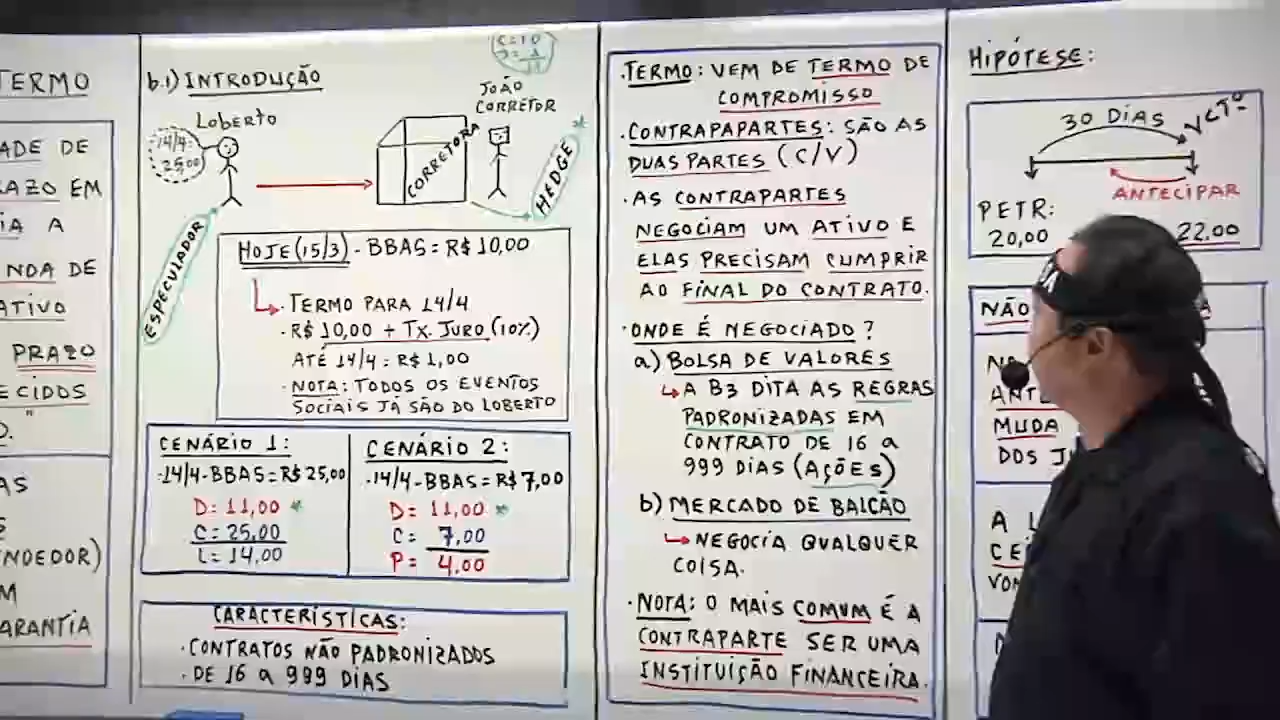 TERMO
ADE DE
RAZO EM
IA A
NDA DE
ATIVO
PRAZO
ECIDOS
"
AS
NDEDOR)
M
ARANTIA
b.1) INTRODUÇÃO
Loberto
14/4:
25,00
ESPECULADOR
CORRETORA
JOÃO
CORRETOR
HEDGE
HOJE (15/3) - BBAS = R$ 10,00
. TERMO PARA 14/4
. R$ 10,00 + TX. JURO (10%)
ATÉ 14/4: R$ 1,00
. NOTA: TODOS OS EVENTOS
SOCIAIS JÁ SÃO DO LOBERTO
CENÁRIO 1:
.14/4-BBAS = R$ 25,00
D = 11,00 *
C = 25,00
L = 14,00
CENÁRIO 2:
.14/4-BBAS = R$ 7,00
D = 11,00 *
C = 7,00
P = 4,00
CARACTERÍSTICAS:
. CONTRATOS NÃO PADRONIZADOS
. DE 16 a 999 DIAS
.TERMO: VEM DE TERMO DE
COMPROMISSO
.CONTRAPAPARTES: SÃO AS
DUAS PARTES (C/V)
. AS CONTRAPARTES
NEGOCIAM UM ATIVO E
ELAS PRECISAM CUMPRIR
AO FINAL DO CONTRATO.
.ONDE É NEGOCIADO?
a) BOLSA DE VALORES
A B3 DITA AS REGRAS
PADRONIZADAS EM
CONTRATO DE 16 a
999 DIAS (AÇÕES)
b) MERCADO DE BALCÃO
NEGOCIA QUALQUER
COISA.
.NOTA: O MAIS COMUM É A
CONTRAPARTE SER UMA
INSTITUIÇÃO FINANCEIRA.
HIPÓTESE:
30 DIAS
VCTº
ANTECIPAR
PETR:
20,00
22,00
NÃO
A
ANTE
MUDA
DOS J
A L
CE
VON